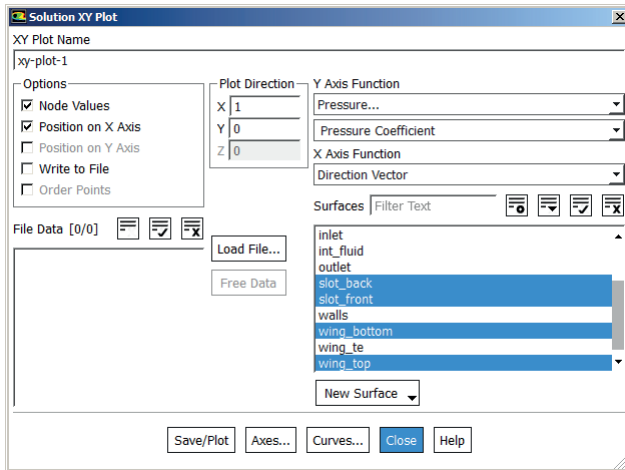 Solution XY Plot
XY Plot Name
xy-plot-1
Options
Node Values
Position on X Axis
Position on Y Axis
Write to File
Order Points
Plot Direction
X 1
Y 0
Z 0
Y Axis Function
Pressure...
Pressure Coefficient
X Axis Function
Direction Vector
File Data [0/0]
Load File...
Free Data
Surfaces Filter Text
inlet
int_fluid
outlet
slot_back
slot_front
walls
wing_bottom
wing_te
wing_top
New Surface
Save/Plot Axes... Curves... Close Help